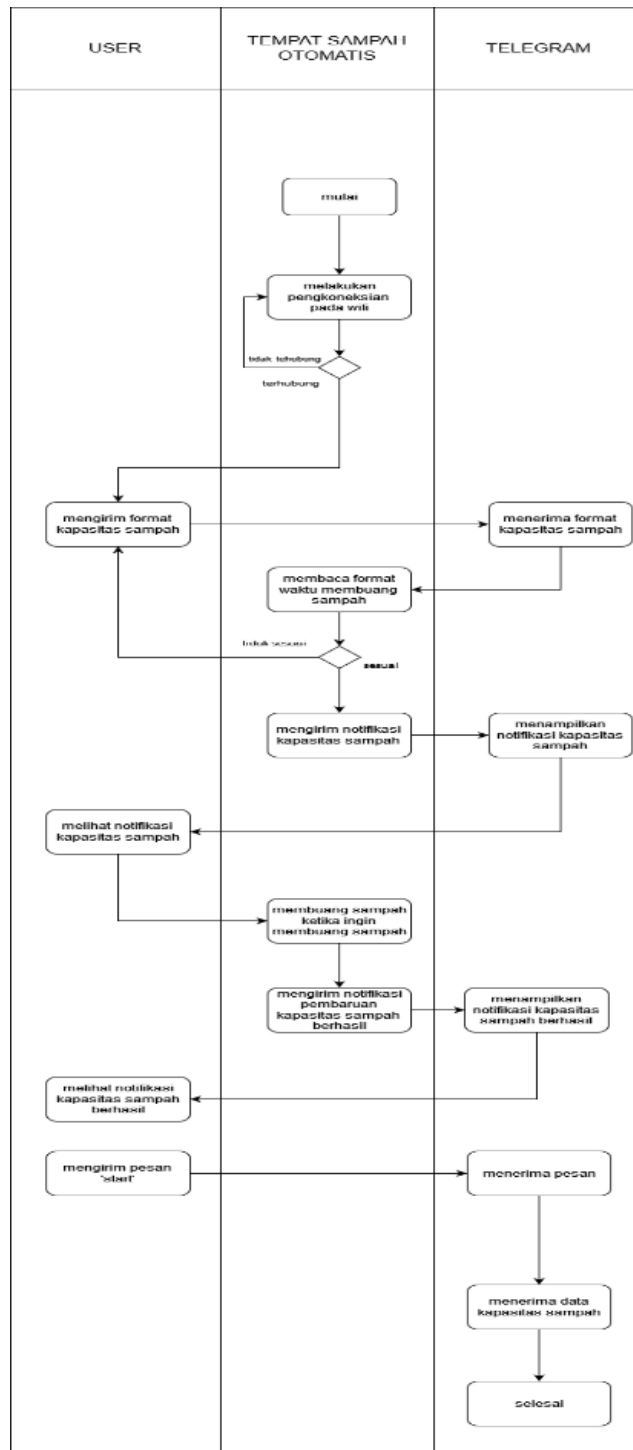 USER
TEMPAT SAMPAH
OTOMATIS
TELEGRAM
mulai
melakukan
pengkoneksian
pada wifi
tidak tehubung
terhubung
mengirim format
kapasitas sampah
menerima format
kapasitas sampah
membaca format
waktu membuang
sampah
tidak sesuai
sesuai
mengirim notifikasi
kapasitas sampah
menampilkan
notifikasi kapasitas
sampah
melihat notifikasi
kapasitas sampah
membuang sampah
ketika ingin
membuang sampah
mengirim notifikasi
pembaruan
kapasitas sampah
berhasil
menampilkan
notifikasi kapasitas
sampah berhasil
melihat notifikasi
kapasitas sampah
berhasil
mengirim pesan
'start'
menerima pesan
menerima data
kapasitas sampah
selesai